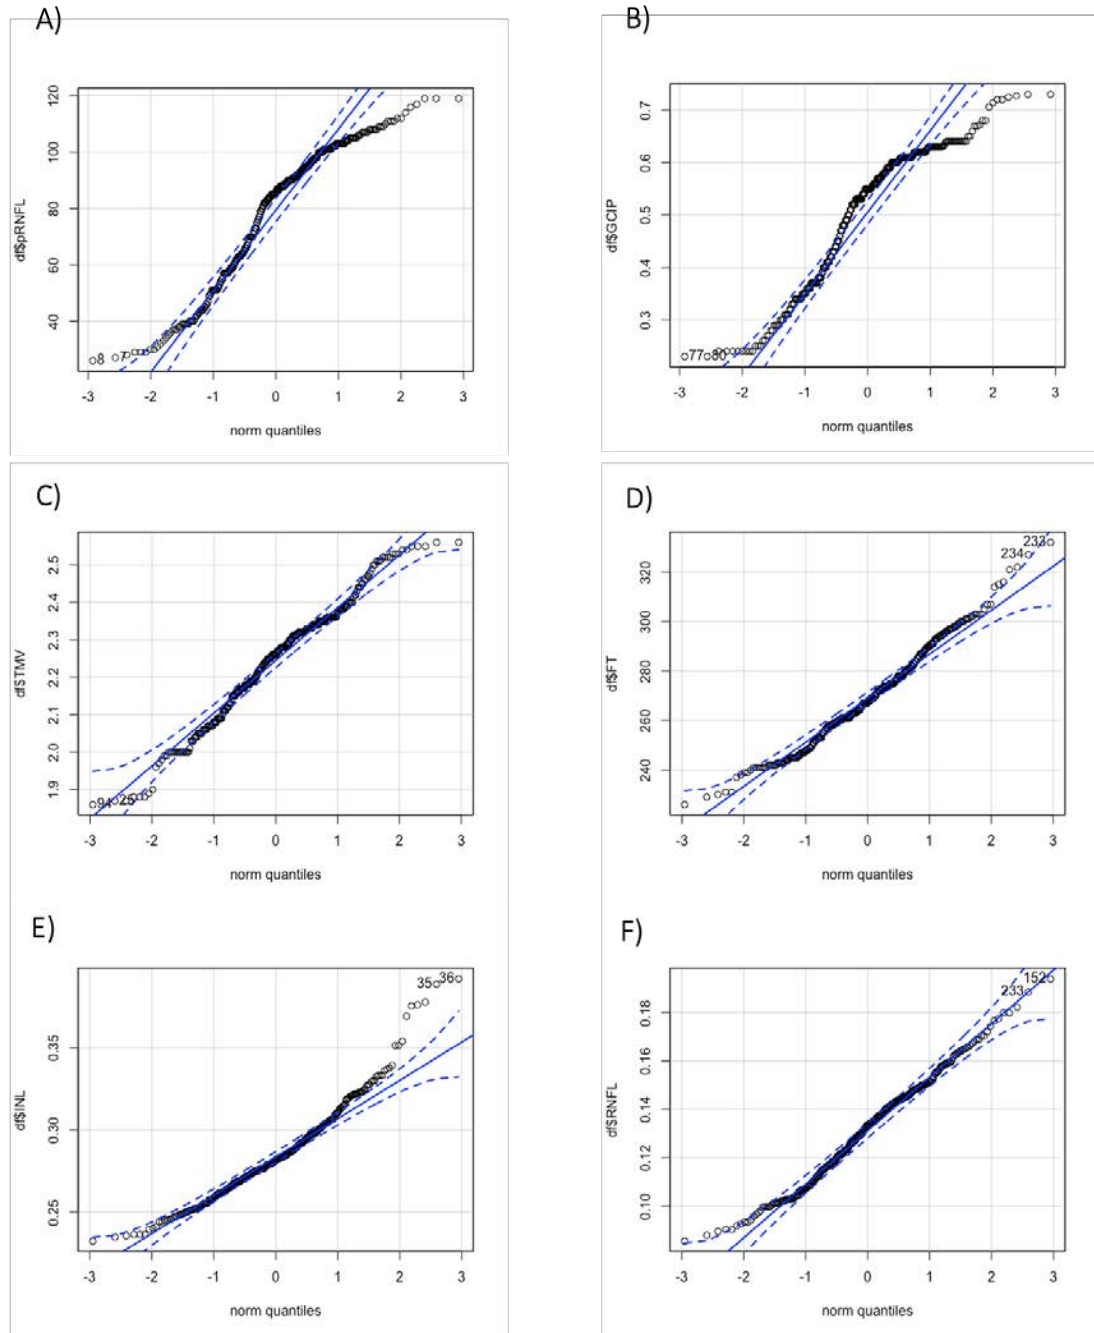 A)
df$pRNFL
120
100
80
60
40
8 7
-3 -2 -1 0 1 2 3
norm quantiles
B)
df$GCIP
0.7
0.6
0.5
0.4
0.3
77 80
-3 -2 -1 0 1 2 3
norm quantiles
C)
df$TMV
2.5
2.4
2.3
2.2
2.1
2.0
1.9
94 25
-3 -2 -1 0 1 2 3
norm quantiles
D)
df$FT
233
234
320
300
280
260
240
-3 -2 -1 0 1 2 3
norm quantiles
E)
df$INL
35 36
0.35
0.30
0.25
-3 -2 -1 0 1 2 3
norm quantiles
F)
df$RNFL
152
233
0.18
0.16
0.14
0.12
0.10
-3 -2 -1 0 1 2 3
norm quantiles